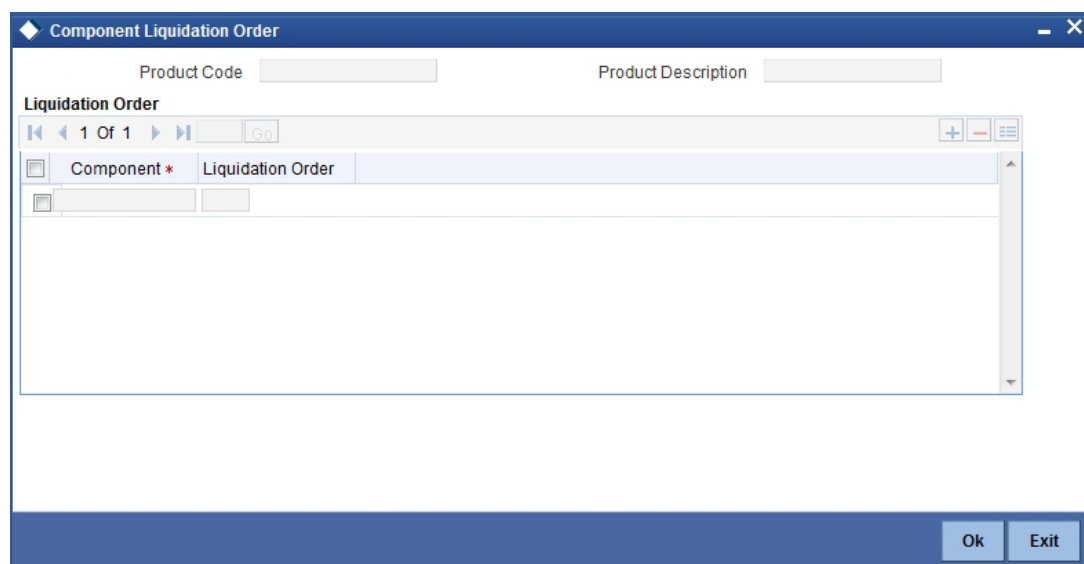 Component Liquidation Order
Product Code Product Description
Liquidation Order
1 Of 1 Go
Component * Liquidation Order
Ok Exit